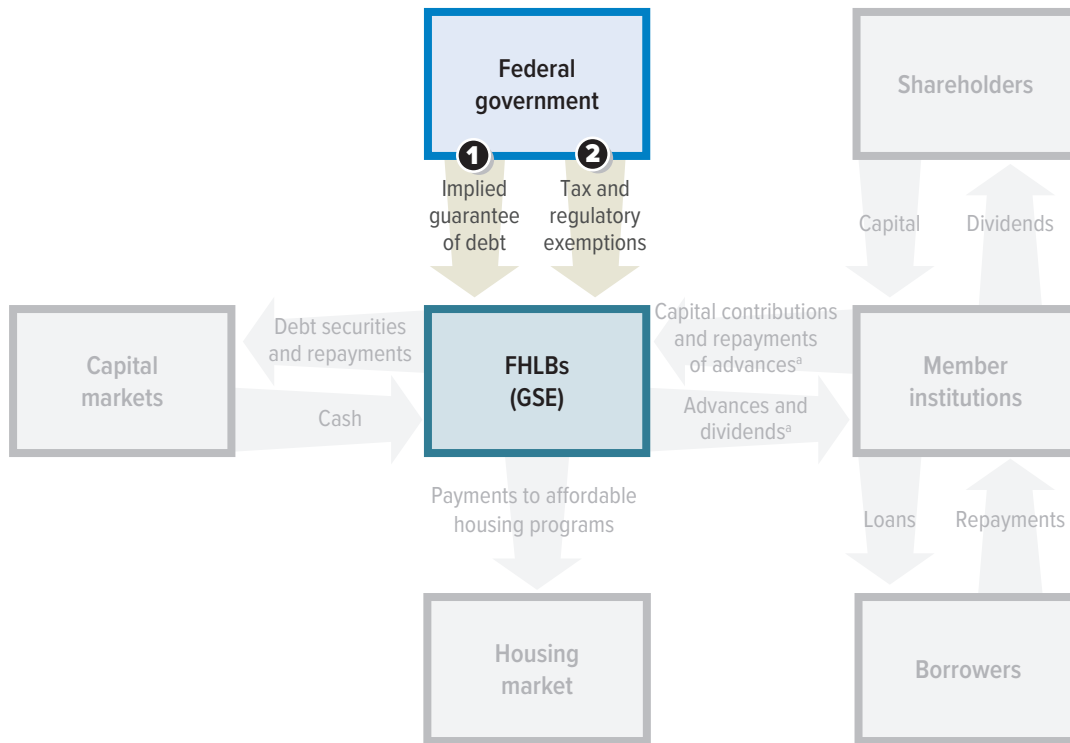 Federal
government
Shareholders
1
2
Implied
guarantee
of debt
Tax and
regulatory
exemptions
Capital
Dividends
Debt securities
and repayments
Capital contributions
and repayments
of advancesᵃ
Capital
markets
FHLBs
(GSE)
Member
institutions
Cash
Advances and
dividendsᵃ
Payments to affordable
housing programs
Loans
Repayments
Housing
market
Borrowers